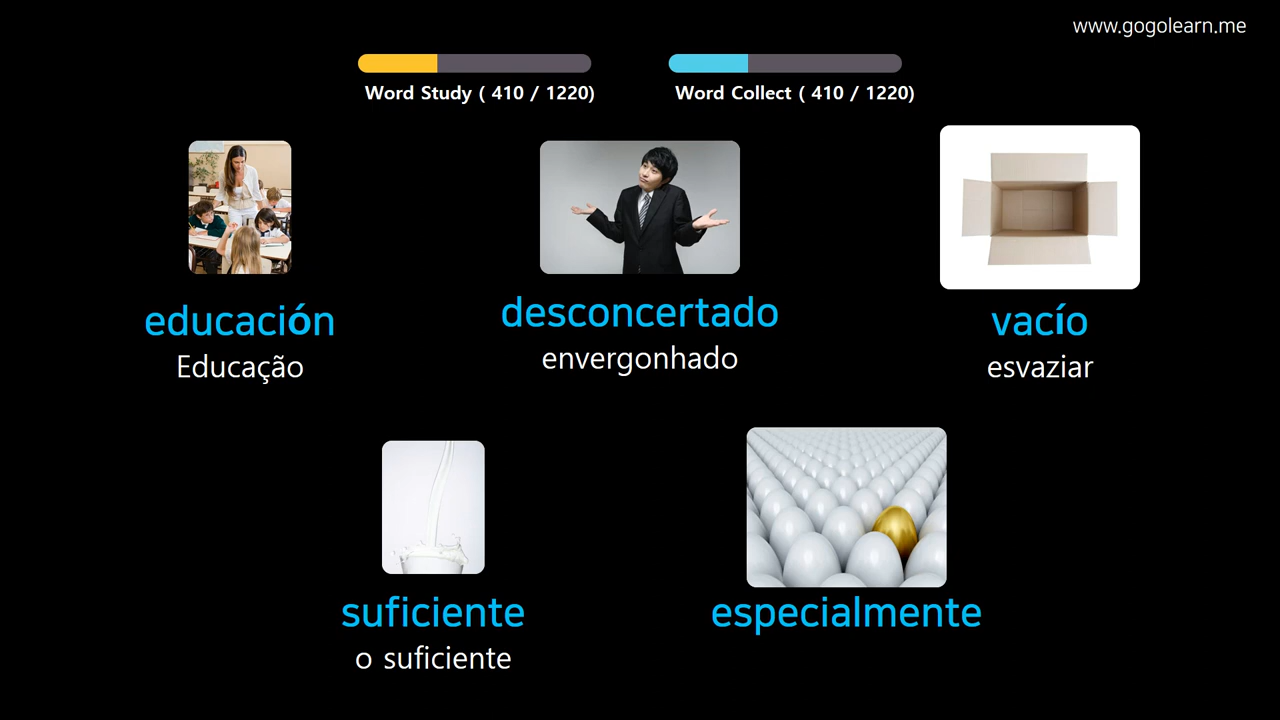 www.gogolearn.me
Word Study ( 410 / 1220)
Word Collect ( 410 / 1220)
educación
Educação
desconcertado
envergonhado
vacío
esvaziar
suficiente
o suficiente
especialmente